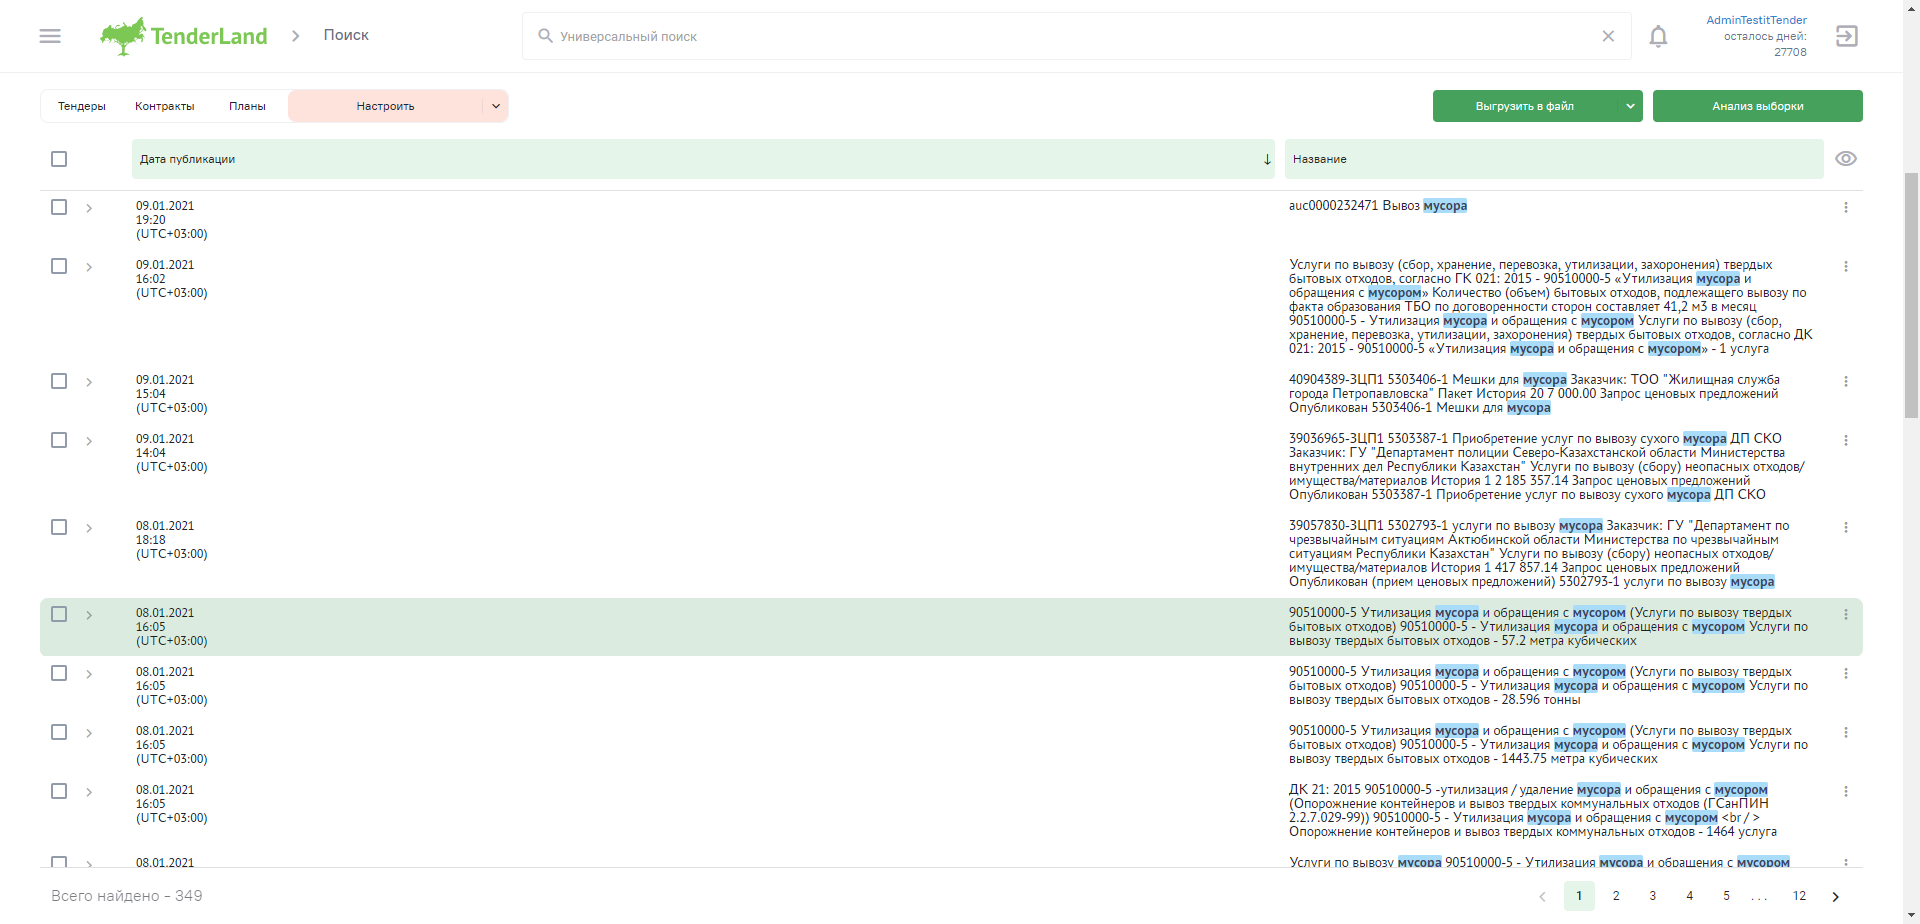 TenderLand
Поиск
Универсальный поиск
AdminTestitTender
осталось дней:
27708
Тендеры Контракты Планы Настроить
Выгрузить в файл
Анализ выборки
Дата публикации
Название
09.01.2021
19:20
(UTC+03:00)
auc0000232471 Вывоз мусора
09.01.2021
16:02
(UTC+03:00)
Услуги по вывозу (сбор, хранение, перевозка, утилизации, захоронения) твердых
бытовых отходов, согласно ГК 021: 2015 - 90510000-5 «Утилизация мусора и
обращения с мусором» Количество (объем) бытовых отходов, подлежащего вывозу по
факта образования ТБО по договоренности сторон составляет 41,2 м3 в месяц
90510000-5 - Утилизация мусора и обращения с мусором Услуги по вывозу (сбор,
хранение, перевозка, утилизации, захоронения) твердых бытовых отходов, согласно ДК
021: 2015 - 90510000-5 «Утилизация мусора и обращения с мусором» - 1 услуга
09.01.2021
15:04
(UTC+03:00)
40904389-ЗЦП1 5303406-1 Мешки для мусора Заказчик: ТОО "Жилищная служба
города Петропавловска" Пакет История 20 7 000.00 Запрос ценовых предложений
Опубликован 5303406-1 Мешки для мусора
09.01.2021
14:04
(UTC+03:00)
39036965-ЗЦП1 5303387-1 Приобретение услуг по вывозу сухого мусора ДП СКО
Заказчик: ГУ "Департамент полиции Северо-Казахстанской области Министерства
внутренних дел Республики Казахстан" Услуги по вывозу (сбору) неопасных отходов/
имущества/материалов История 1 2 185 357.14 Запрос ценовых предложений
Опубликован 5303387-1 Приобретение услуг по вывозу сухого мусора ДП СКО
08.01.2021
18:18
(UTC+03:00)
39057830-ЗЦП1 5302793-1 услуги по вывозу мусора Заказчик: ГУ "Департамент по
чрезвычайным ситуациям Актюбинской области Министерства по чрезвычайным
ситуациям Республики Казахстан" Услуги по вывозу (сбору) неопасных отходов/
имущества/материалов История 1 417 857.14 Запрос ценовых предложений
Опубликован (прием ценовых предложений) 5302793-1 услуги по вывозу мусора
08.01.2021
16:05
(UTC+03:00)
90510000-5 Утилизация мусора и обращения с мусором (Услуги по вывозу твердых
бытовых отходов) 90510000-5 - Утилизация мусора и обращения с мусором Услуги по
вывозу твердых бытовых отходов - 57.2 метра кубических
08.01.2021
16:05
(UTC+03:00)
90510000-5 Утилизация мусора и обращения с мусором (Услуги по вывозу твердых
бытовых отходов) 90510000-5 - Утилизация мусора и обращения с мусором Услуги по
вывозу твердых бытовых отходов - 28.596 тонны
08.01.2021
16:05
(UTC+03:00)
90510000-5 Утилизация мусора и обращения с мусором (Услуги по вывозу твердых
бытовых отходов) 90510000-5 - Утилизация мусора и обращения с мусором Услуги по
вывозу твердых бытовых отходов - 1443.75 метра кубических
08.01.2021
16:05
(UTC+03:00)
ДК 21: 2015 90510000-5 -утилизация / удаление мусора и обращения с мусором
(Опорожнение контейнеров и вывоз твердых коммунальных отходов (ГСанПИН
2.2.7.029-99)) 90510000-5 - Утилизация мусора и обращения с мусором <br / >
Опорожнение контейнеров и вывоз твердых коммунальных отходов - 1464 услуга
08.01.2021
Услуги по вывозу мусора 90510000-5 - Утилизация мусора и обращения с мусором
Всего найдено - 349
1 2 3 4 5 ... 12